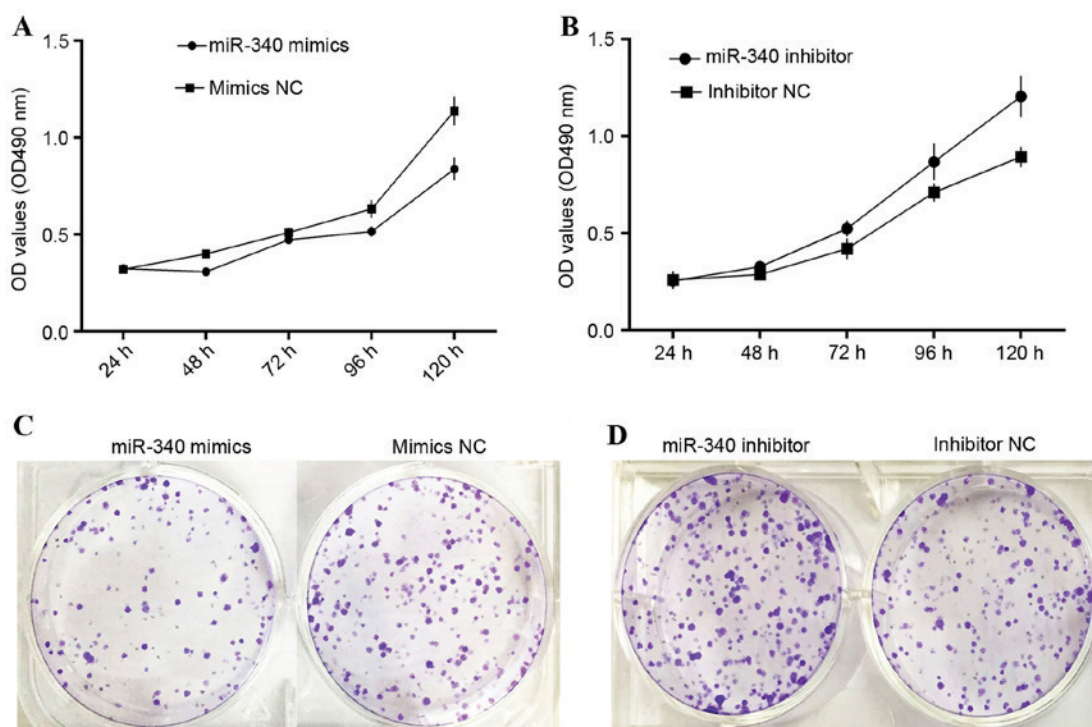 A
miR-340 mimics
Mimics NC
OD values (OD490 nm)
1.5
1.0
0.5
0.0
24 h
48 h
72 h
96 h
120 h
B
miR-340 inhibitor
Inhibitor NC
OD values (OD490 nm)
1.5
1.0
0.5
0.0
24 h
48 h
72 h
96 h
120 h
C
miR-340 mimics
Mimics NC
D
miR-340 inhibitor
Inhibitor NC